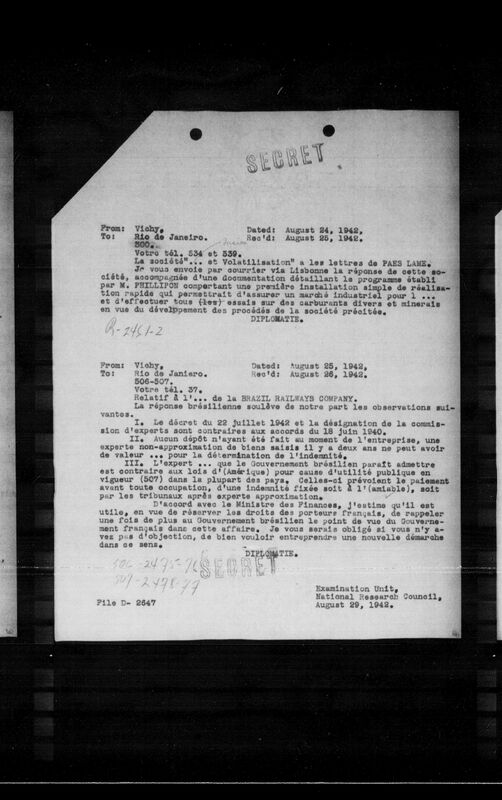 SECRET
From: Vichy, Dated: August 24, 1942.
To: Rio de Janeiro. Rec'd: August 25, 1942.
500.
Votre tél. 534 et 539.
La société"... et Volatilisation" a les lettres de PAES LAME.
Je vous envoie par courrier via Lisbonne la réponse de cette so-
ciété, accompagnée d'une documentation détaillant le programme établi
par M. PHILLIPON compertant une première installation simple de réalisa-
tion rapide qui permettrait d'assurer un marché industriel pour l ...
et d'effectuer tous (les) essais sur des carburants divers et minerais
en vue du développement des procédés de la société précitée.
DIPLOMATIE.
R-2451-2
From: Vichy, Dated: August 25, 1942.
To: Rio de Janiero. Rec'd: August 26, 1942.
506-507.
Votre tél. 37.
Relatif à l'... de la BRAZIL RAILWAYS COMPANY.
La réponse brésilienne soulève de notre part les observations sui-
vantes.
I. Le décret du 22 juillet 1942 et la désignation de la commis-
sion d'experts sont contraires aux accords du 18 juin 1940.
II. Aucun dépôt n'ayant été fait au moment de l'entreprise, une
experte non-approximation de biens saisis il y a deux ans ne peut avoir
de valeur ... pour la détermination de l'indemnité.
III. L'expert ... que le Gouvernement brésilien paraît admettre
est contraire aux lois d'(Amérique) pour cause d'utilité publique en
vigueur (507) dans la plupart des pays. Celles-si prévoient le paiement
avant toute occupation, d'une indemnité fixée soit à l'(amiable), soit
par les tribunaux après experte approximation.
D'accord avec le Ministre des Finances, j'estime qu'il est
utile, en vue de réserver les droits des porteurs français, de rappeler
une fois de plus au Gouvernement brésilien le point de vue du Gouverne-
ment français dans cette affaire. Je vous serais obligé si vous n'y a-
vez pas d'objection, de bien vouloir entreprendre une nouvelle démarche
dans ce sens.
DIPLOMATIE.
506-2475-76
507-2478-79
SECRET
Examination Unit,
National Research Council,
File D- 2647 August 29, 1942.